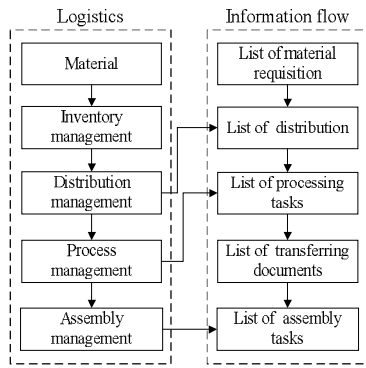 Logistics
Material
Inventory
management
Distribution
management
Process
management
Assembly
management
Information flow
List of material
requisition
List of distribution
List of processing
tasks
List of transferring
documents
List of assembly
tasks